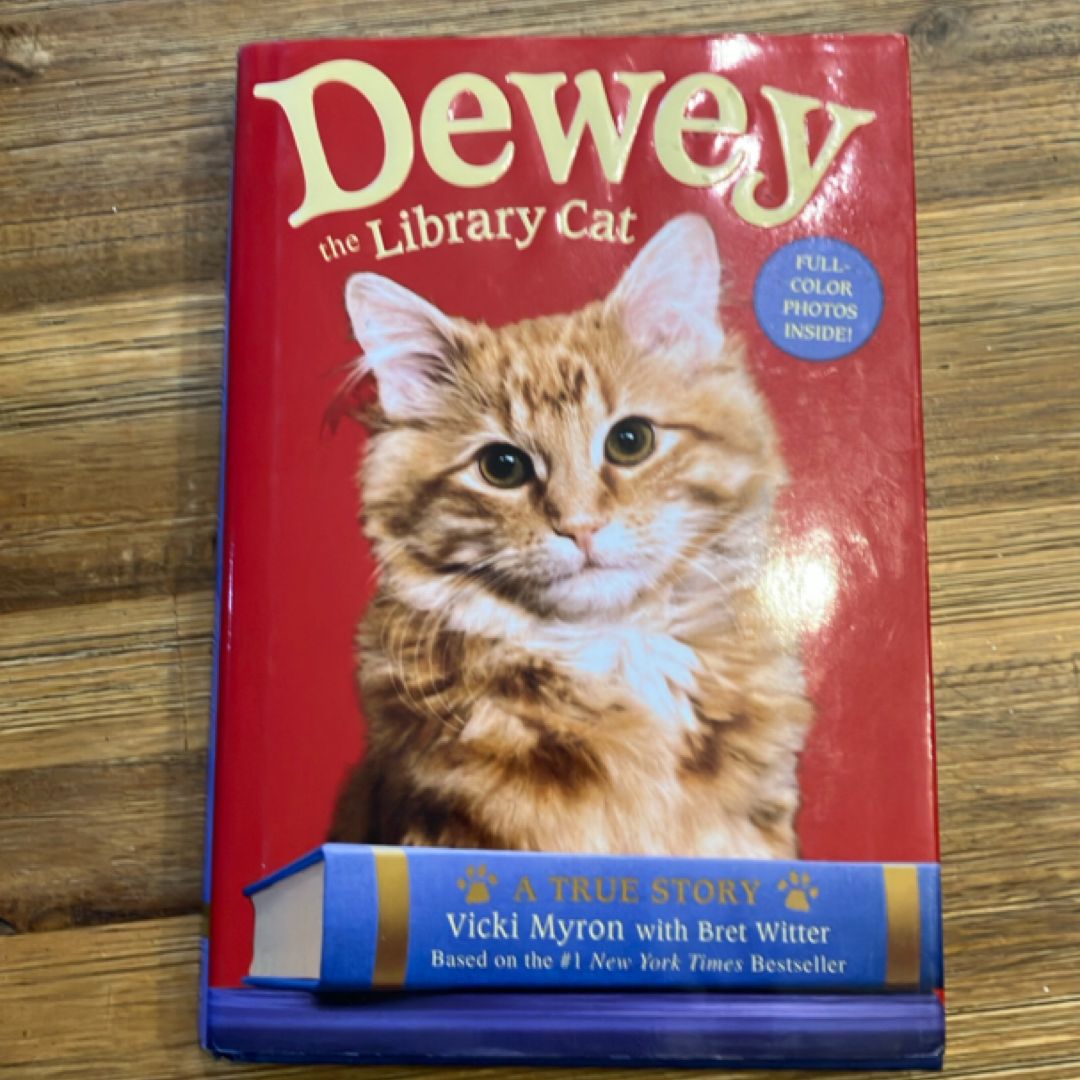 Dewey
the Library Cat
FULL-
COLOR
PHOTOS
INSIDE!
A TRUE STORY
Vicki Myron with Bret Witter
Based on the #1 New York Times Bestseller